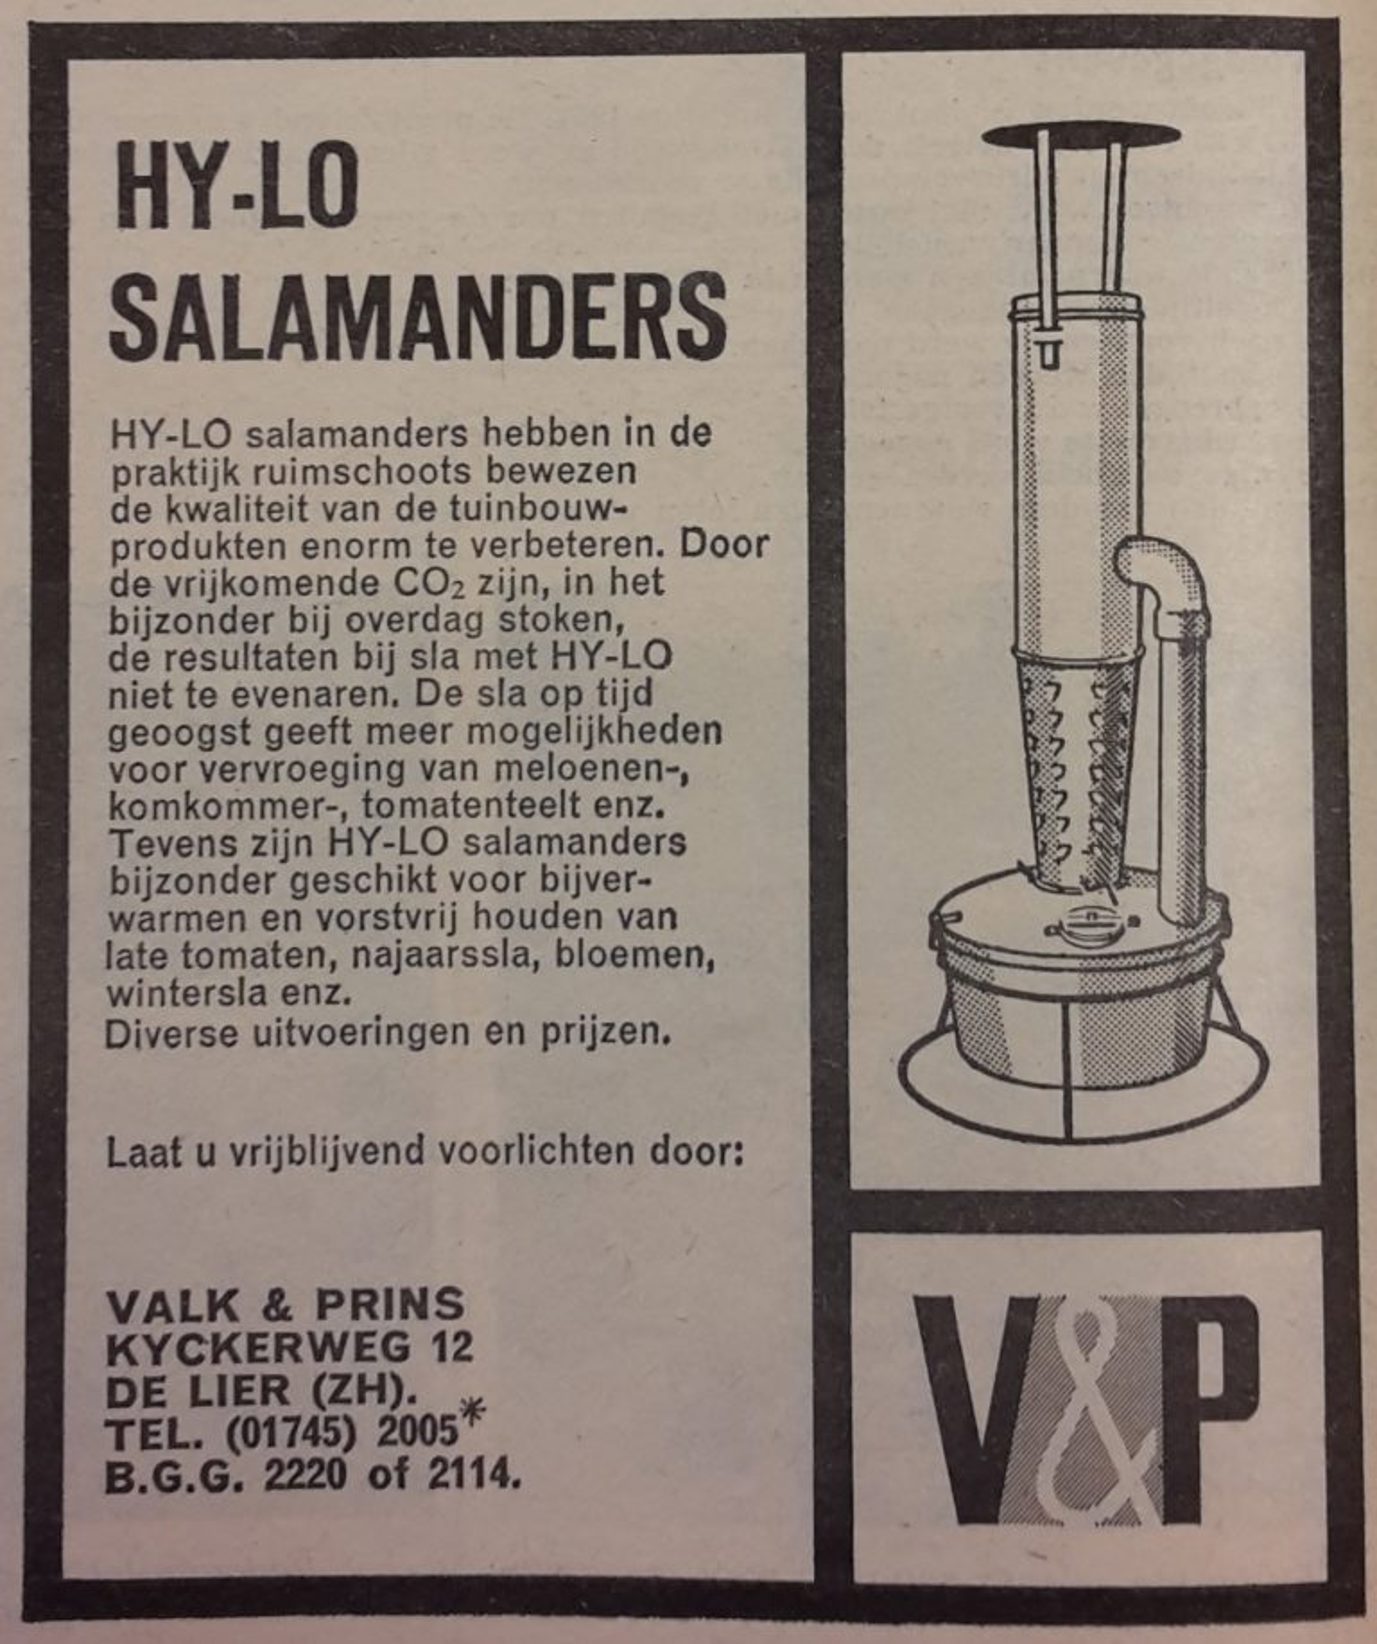 HY-LO
SALAMANDERS
HY-LO salamanders hebben in de
praktijk ruimschoots bewezen
de kwaliteit van de tuinbouw-
produkten enorm te verbeteren. Door
de vrijkomende CO₂ zijn, in het
bijzonder bij overdag stoken,
de resultaten bij sla met HY-LO
niet te evenaren. De sla op tijd
geoogst geeft meer mogelijkheden
voor vervroeging van meloenen-,
komkommer-, tomatenteelt enz.
Tevens zijn HY-LO salamanders
bijzonder geschikt voor bijver-
warmen en vorstvrij houden van
late tomaten, najaarssla, bloemen,
wintersla enz.
Diverse uitvoeringen en prijzen.
Laat u vrijblijvend voorlichten door:
VALK & PRINS
KYCKERWEG 12
DE LIER (ZH).
TEL. (01745) 2005*
B.G.G. 2220 of 2114.
V&P